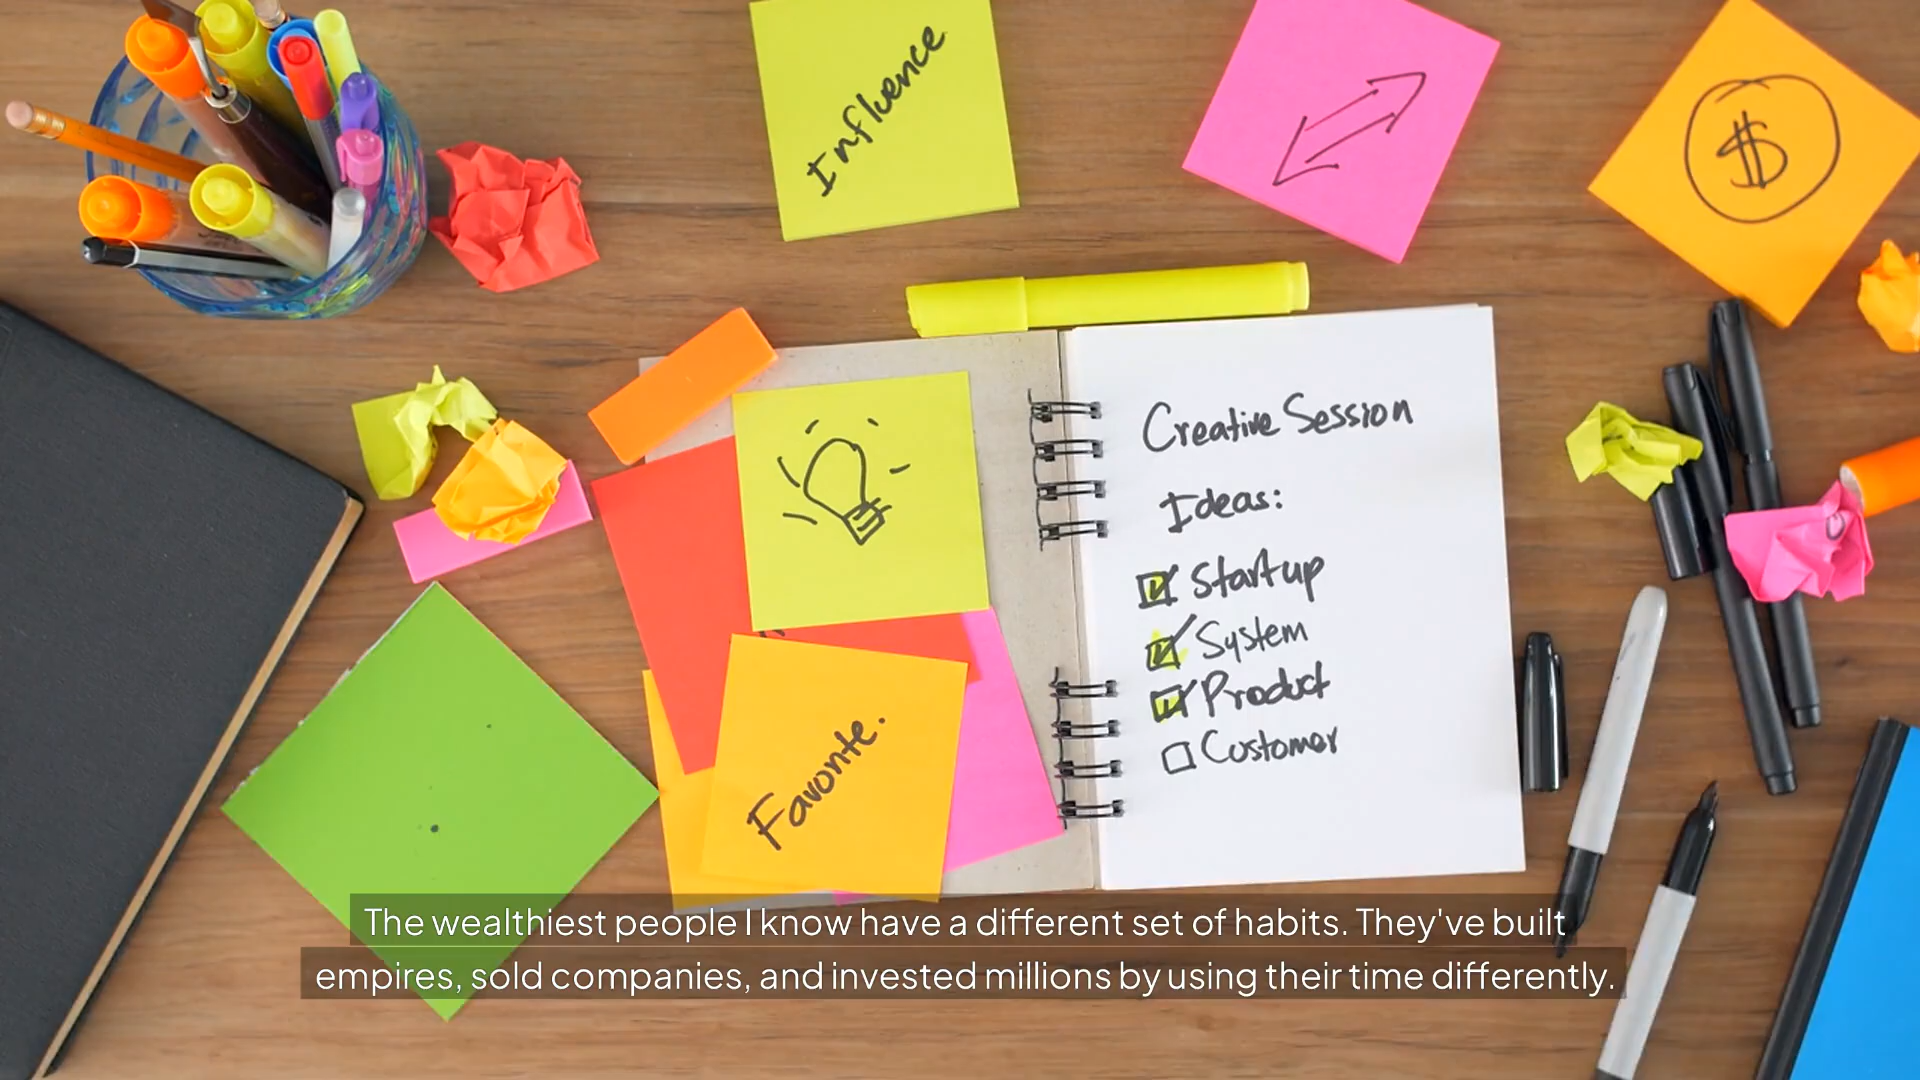 Influence
$
Creative Session
Ideas:
Startup
System
Product
Customer
Favorite.
The wealthiest people I know have a different set of habits. They've built
empires, sold companies, and invested millions by using their time differently.